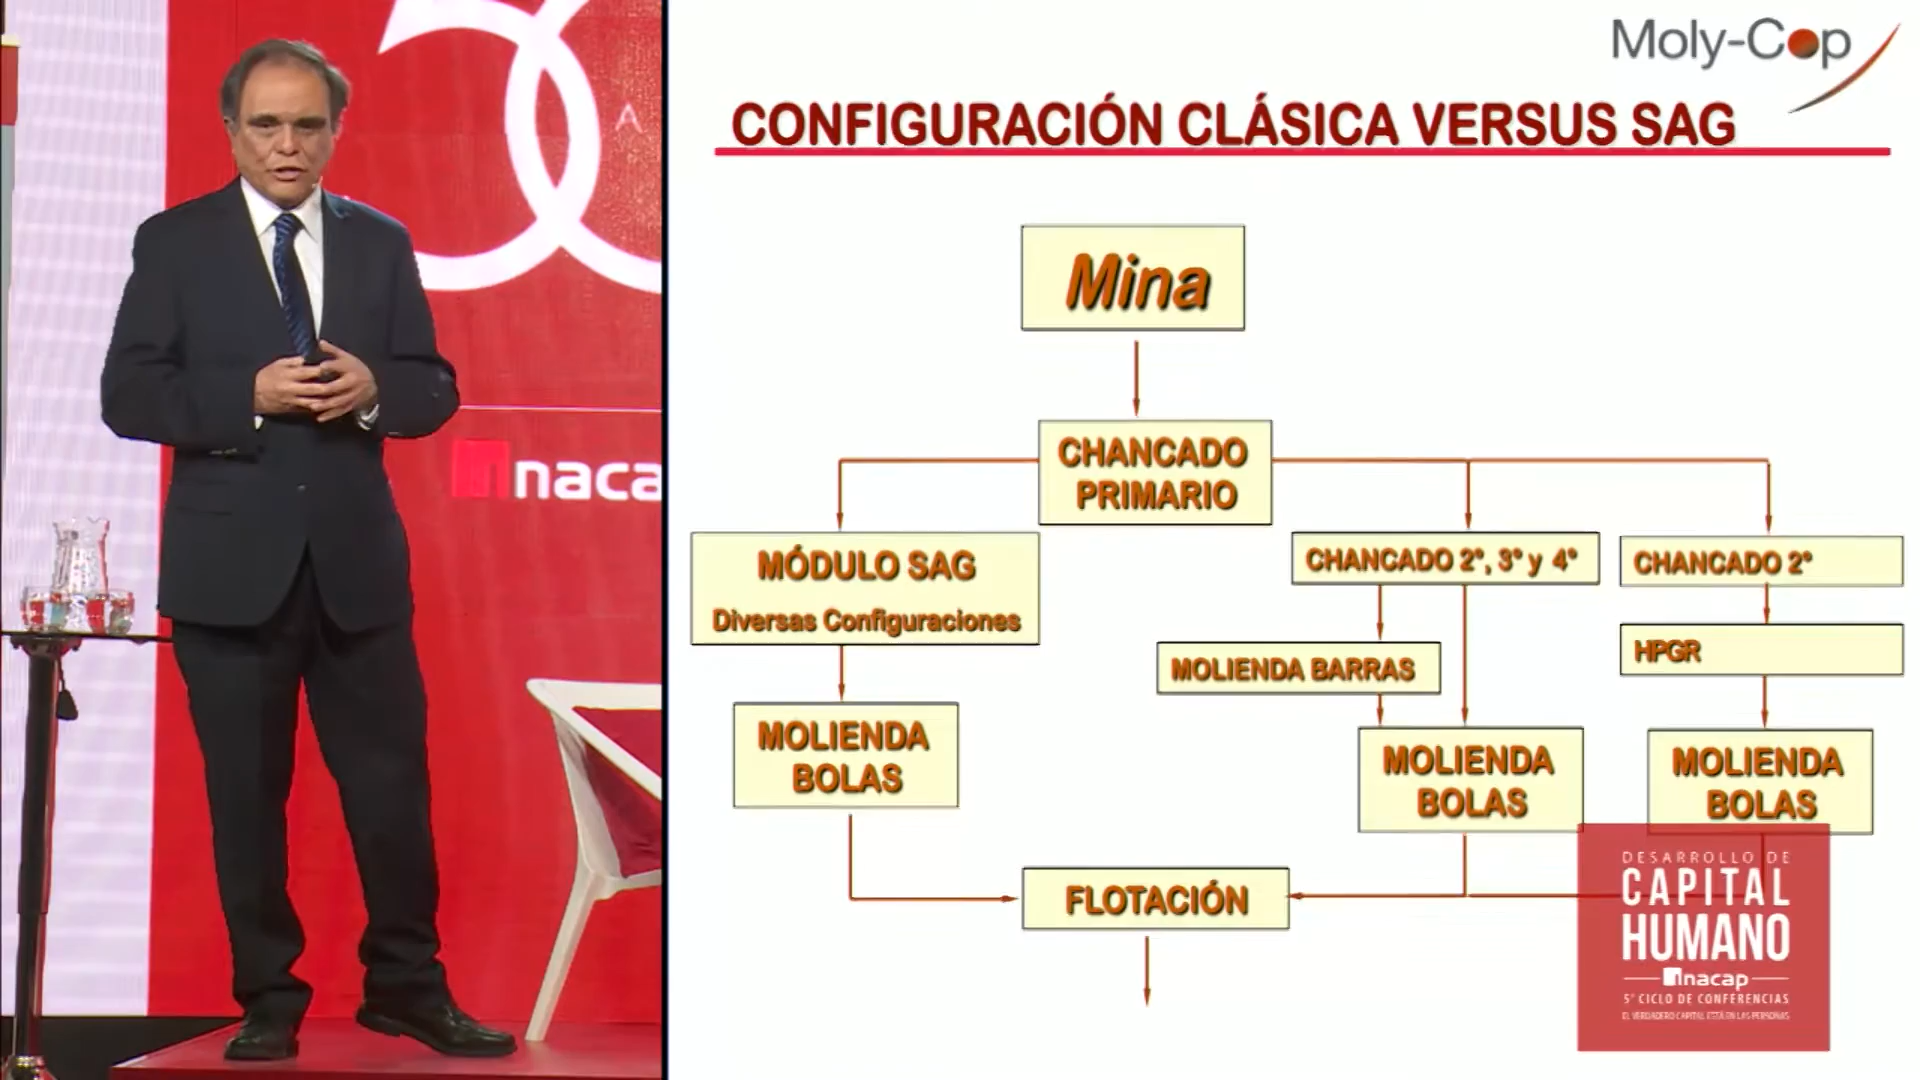 A
inaca
Moly-Cop
CONFIGURACIÓN CLÁSICA VERSUS SAG
Mina
CHANCADO
PRIMARIO
MÓDULO SAG
Diversas Configuraciones
CHANCADO 2°, 3° y 4°
CHANCADO 2°
MOLIENDA BARRAS
HPGR
MOLIENDA
BOLAS
MOLIENDA
BOLAS
MOLIENDA
BOLAS
FLOTACIÓN
DESARROLLO DE
CAPITAL
HUMANO
inacap
5° CICLO DE CONFERENCIAS
EL VERDADERO CAPITAL ESTÁ EN LAS PERSONAS